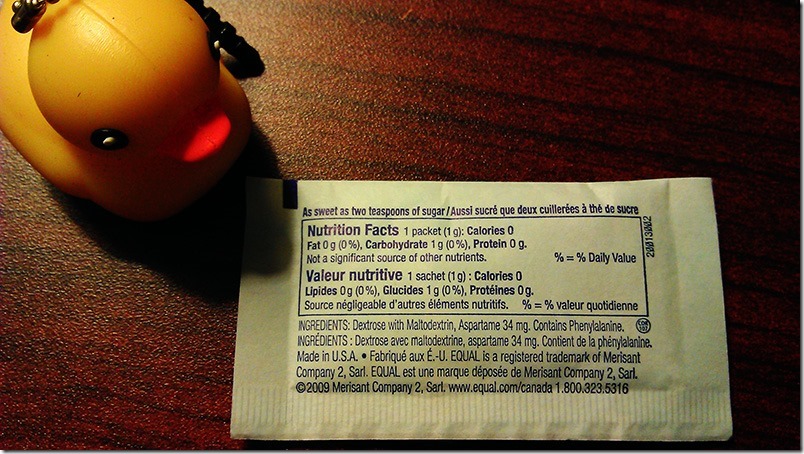 As sweet as two teaspoons of sugar/Aussi sucré que deux cuillerées à thé de sucre
Nutrition Facts 1 packet (1 g): Calories 0
Fat 0 g (0%), Carbohydrate 1 g (0%), Protein 0 g.
Not a significant source of other nutrients. % = % Daily Value
Valeur nutritive 1 sachet (1 g) : Calories 0
Lipides 0 g (0%), Glucides 1 g (0%), Protéines 0 g.
Source négligeable d'autres éléments nutritifs. % = % valeur quotidienne
20013002
INGREDIENTS: Dextrose with Maltodextrin, Aspartame 34 mg. Contains Phenylalanine.
INGRÉDIENTS : Dextrose avec maltodextrine, aspartame 34 mg. Contient de la phénylalanine.
Made in U.S.A. • Fabriqué aux É.-U. EQUAL is a registered trademark of Merisant
Company 2, Sarl. EQUAL est une marque déposée de Merisant Company 2, Sarl.
©2009 Merisant Company 2, Sarl. www.equal.com/canada 1.800.323.5316